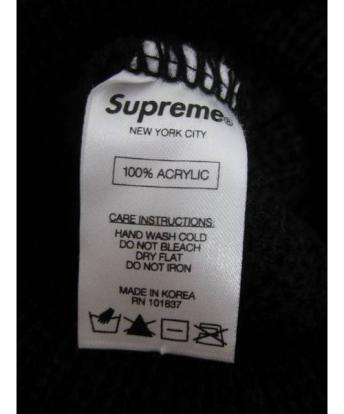 Supreme®
NEW YORK CITY
100% ACRYLIC
CARE INSTRUCTIONS:
HAND WASH COLD
DO NOT BLEACH
DRY FLAT
DO NOT IRON
MADE IN KOREA
RN 101837